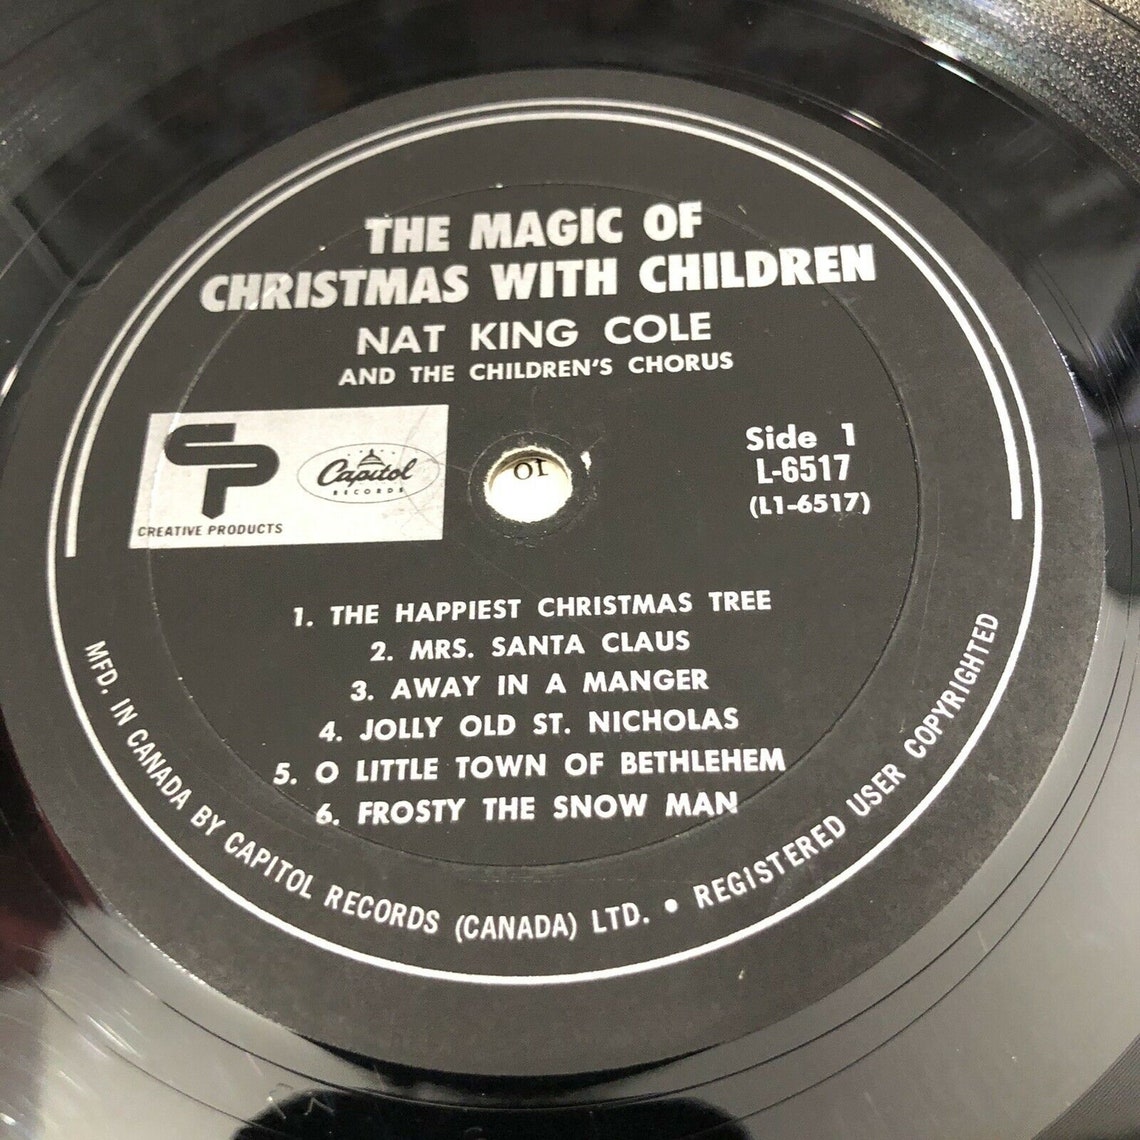 THE MAGIC OF
CHRISTMAS WITH CHILDREN
NAT KING COLE
AND THE CHILDREN'S CHORUS
CP
CREATIVE PRODUCTS
Capitol
RECORDS
01
Side 1
L-6517
(L1-6517)
1. THE HAPPIEST CHRISTMAS TREE
2. MRS. SANTA CLAUS
3. AWAY IN A MANGER
4. JOLLY OLD ST. NICHOLAS
5. O LITTLE TOWN OF BETHLEHEM
6. FROSTY THE SNOW MAN
MFD. IN CANADA BY CAPITOL RECORDS (CANADA) LTD. • REGISTERED USER COPYRIGHTED